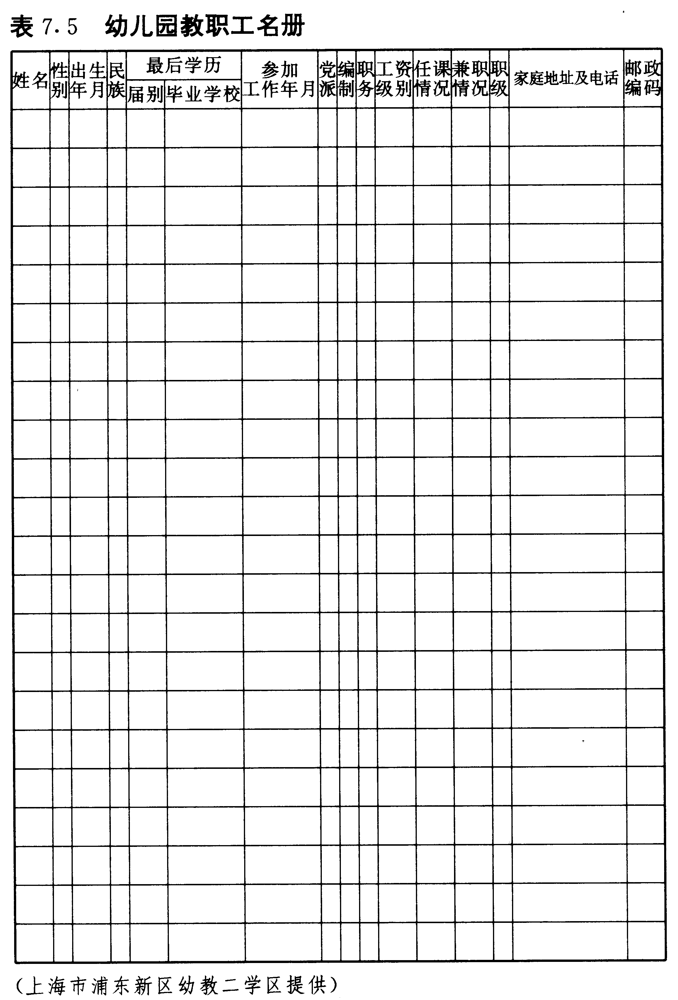 表 7.5 幼儿园教职工名册
姓名 性别 出生年月 民族 最后学历 参加工作年月 党派 编制 职务 工资级别 任课情况 兼职情况 职级 家庭地址及电话 邮政编码
届别 毕业学校
(上海市浦东新区幼教二学区提供)